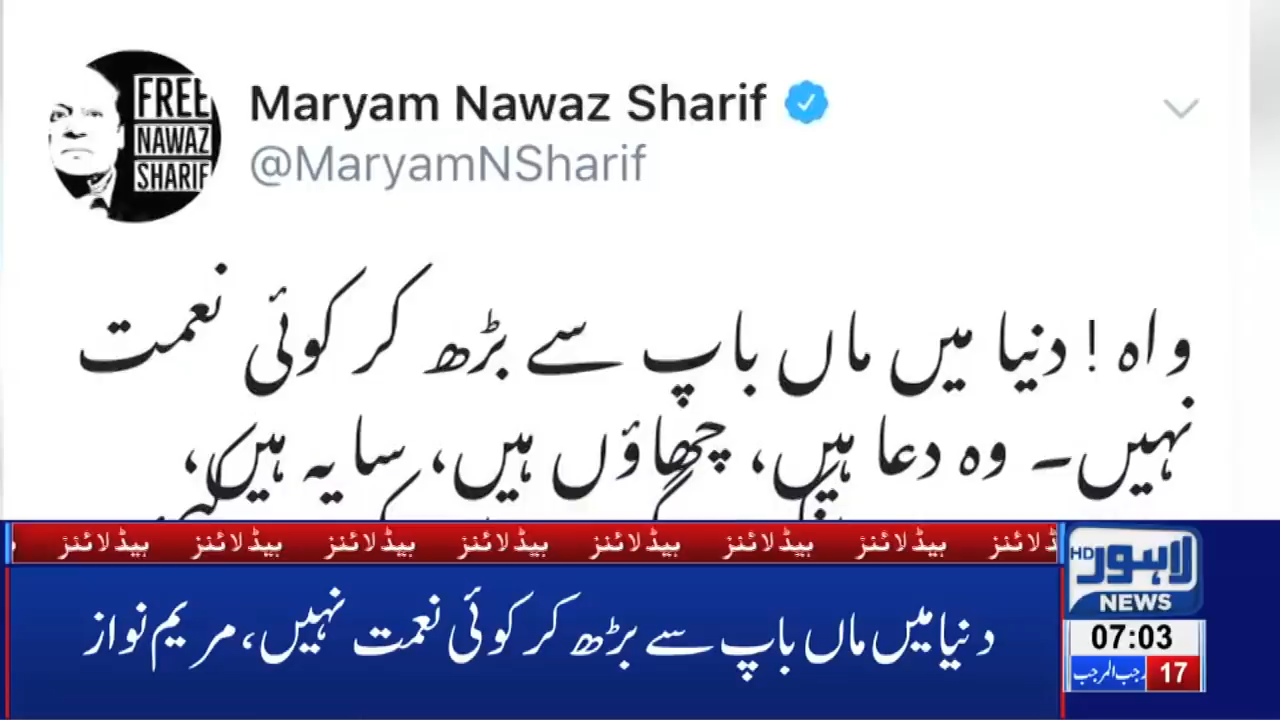 FREE
NAWAZ
SHARIF
Maryam Nawaz Sharif
@MaryamNSharif
واہ ! دنیا میں ماں باپ سے بڑھ کر کوئی نعمت
نہیں۔ وہ دعا ہیں، چھاؤں ہیں، سایہ ہیں،
ہیڈلائنز ہیڈلائنز ہیڈلائنز ہیڈلائنز ہیڈلائنز ہیڈلائنز ہیڈلائنز
HD لاہور
NEWS
دنیا میں ماں باپ سے بڑھ کر کوئی نعمت نہیں، مریم نواز
07:03
رجب المرجب 17